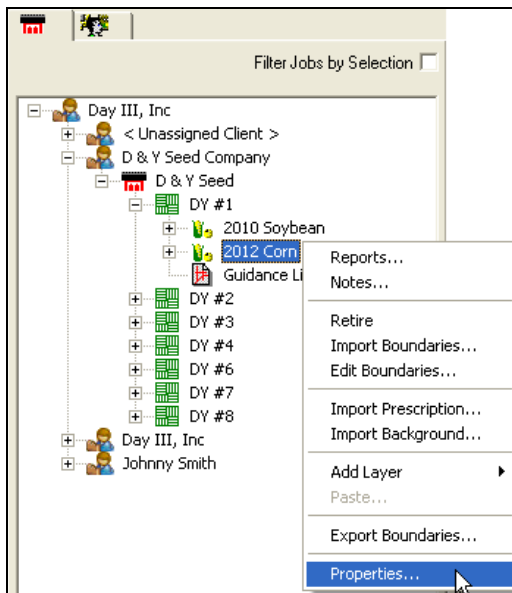 Filter Jobs by Selection
Day III, Inc
< Unassigned Client >
D & Y Seed Company
D & Y Seed
DY #1
2010 Soybean
2012 Corn
Guidance Li
DY #2
DY #3
DY #4
DY #6
DY #7
DY #8
Day III, Inc
Johnny Smith
Reports...
Notes...
Retire
Import Boundaries...
Edit Boundaries...
Import Prescription...
Import Background...
Add Layer
Paste...
Export Boundaries...
Properties...